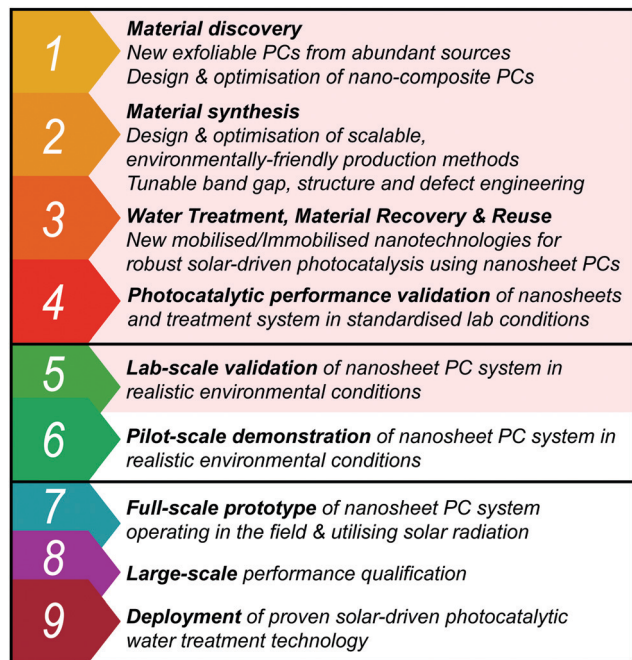 1
Material discovery
New exfoliable PCs from abundant sources
Design & optimisation of nano-composite PCs
2
Material synthesis
Design & optimisation of scalable,
environmentally-friendly production methods
Tunable band gap, structure and defect engineering
3
Water Treatment, Material Recovery & Reuse
New mobilised/Immobilised nanotechnologies for
robust solar-driven photocatalysis using nanosheet PCs
4
Photocatalytic performance validation of nanosheets
and treatment system in standardised lab conditions
5
Lab-scale validation of nanosheet PC system in
realistic environmental conditions
6
Pilot-scale demonstration of nanosheet PC system in
realistic environmental conditions
7
Full-scale prototype of nanosheet PC system
operating in the field & utilising solar radiation
8
Large-scale performance qualification
9
Deployment of proven solar-driven photocatalytic
water treatment technology